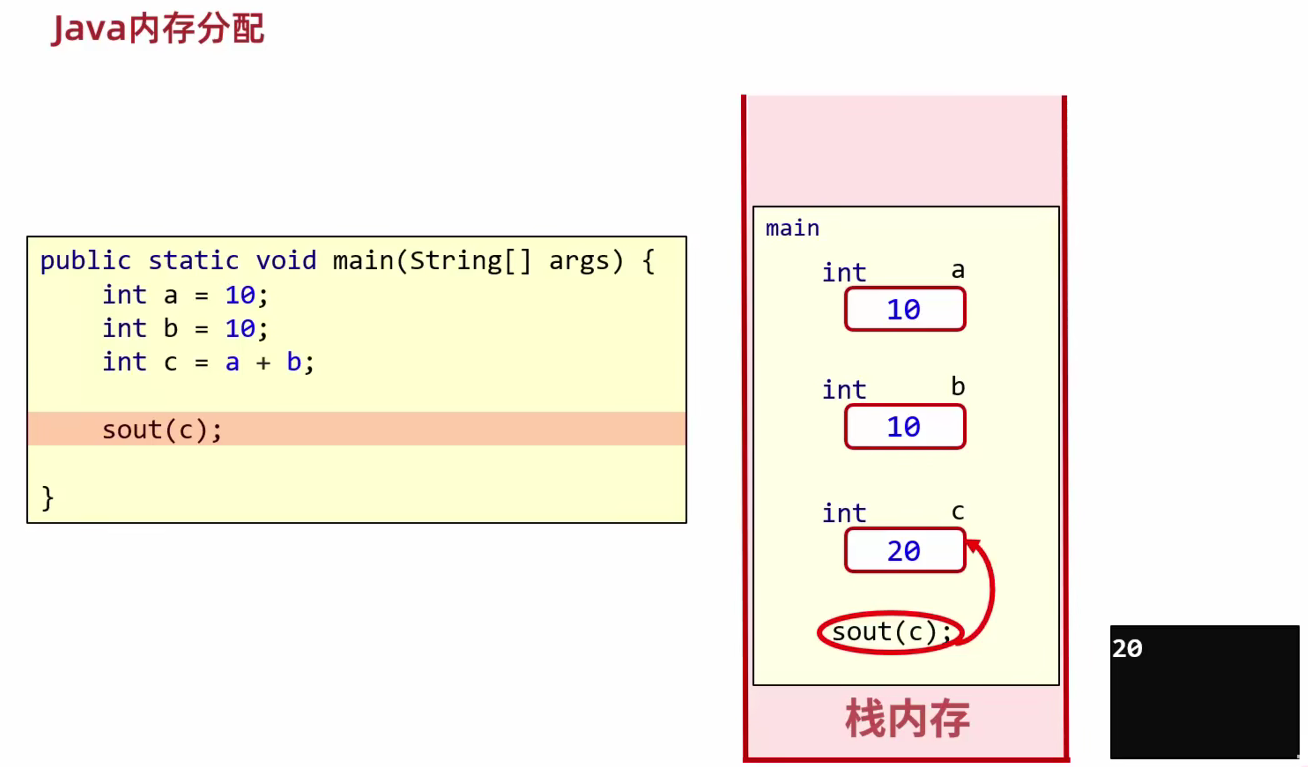 Java内存分配
public static void main(String[] args) {
int a = 10;
int b = 10;
int c = a + b;
sout(c);
}
main
int a
10
int b
10
int c
20
sout(c);
栈内存
20